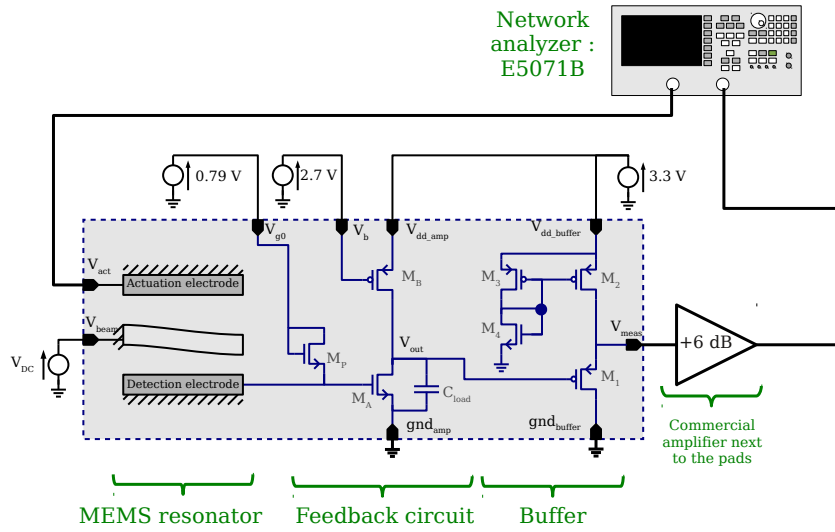 Network
analyzer :
E5071B
0.79 V
2.7 V
3.3 V
V_g0
V_b
V_dd_amp
V_dd_buffer
V_act
Actuation electrode
M_B
M_3
M_2
V_beam
V_DC
M_4
V_out
V_meas
+6 dB
M_P
Detection electrode
M_A
C_load
M_1
gnd_amp
gnd_buffer
Commercial
amplifier next
to the pads
MEMS resonator
Feedback circuit
Buffer